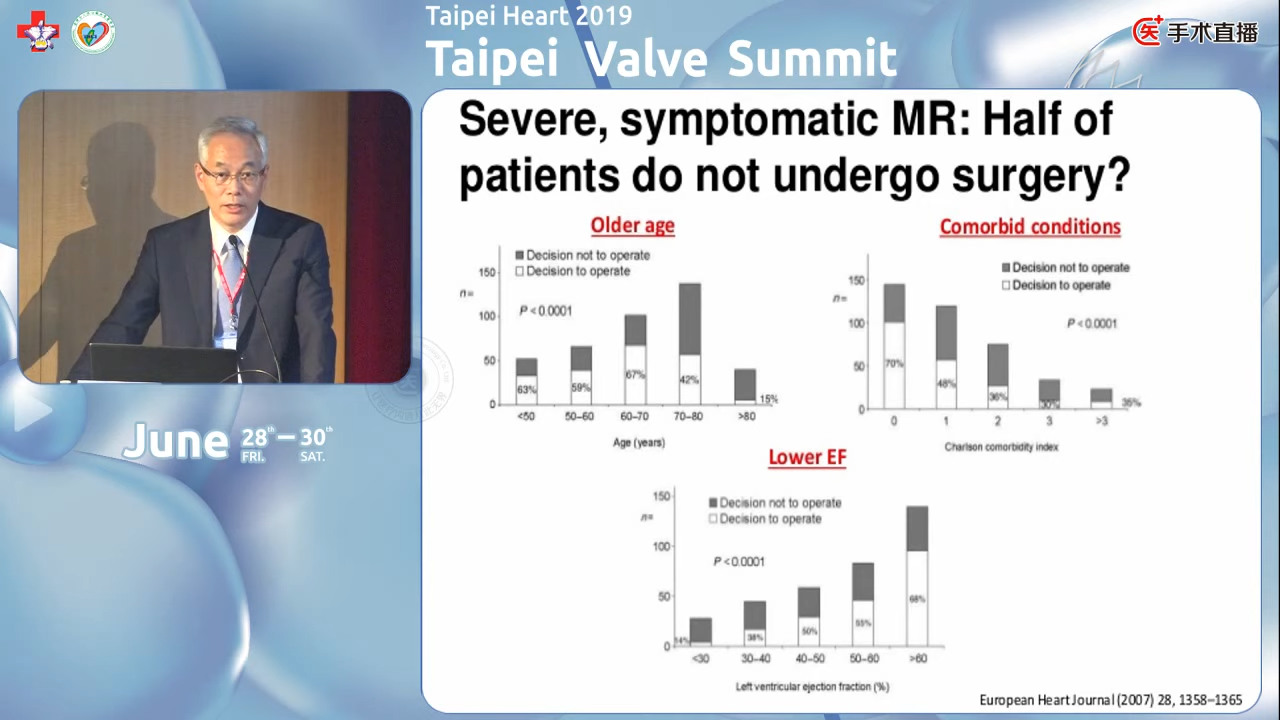 Taipei Heart 2019
Taipei Valve Summit
手术直播
Severe, symptomatic MR: Half of
patients do not undergo surgery?
Older age
Decision not to operate
Decision to operate
150
n=
P<0.0001
100
50
0
63%
59%
67%
42%
15%
<50
50–60
60–70
70–80
>80
Age (years)
Comorbid conditions
Decision not to operate
Decision to operate
150
n=
P<0.0001
100
50
0
70%
48%
36%
30%
35%
0
1
2
3
>3
Charlson comorbidity index
June 28th — 30th
FRI. SAT.
Lower EF
150
Decision not to operate
n=
Decision to operate
100
P<0.0001
50
0
14%
38%
50%
55%
68%
<30
30–40
40–50
50–60
>60
Left ventricular ejection fraction (%)
European Heart Journal (2007) 28, 1358–1365